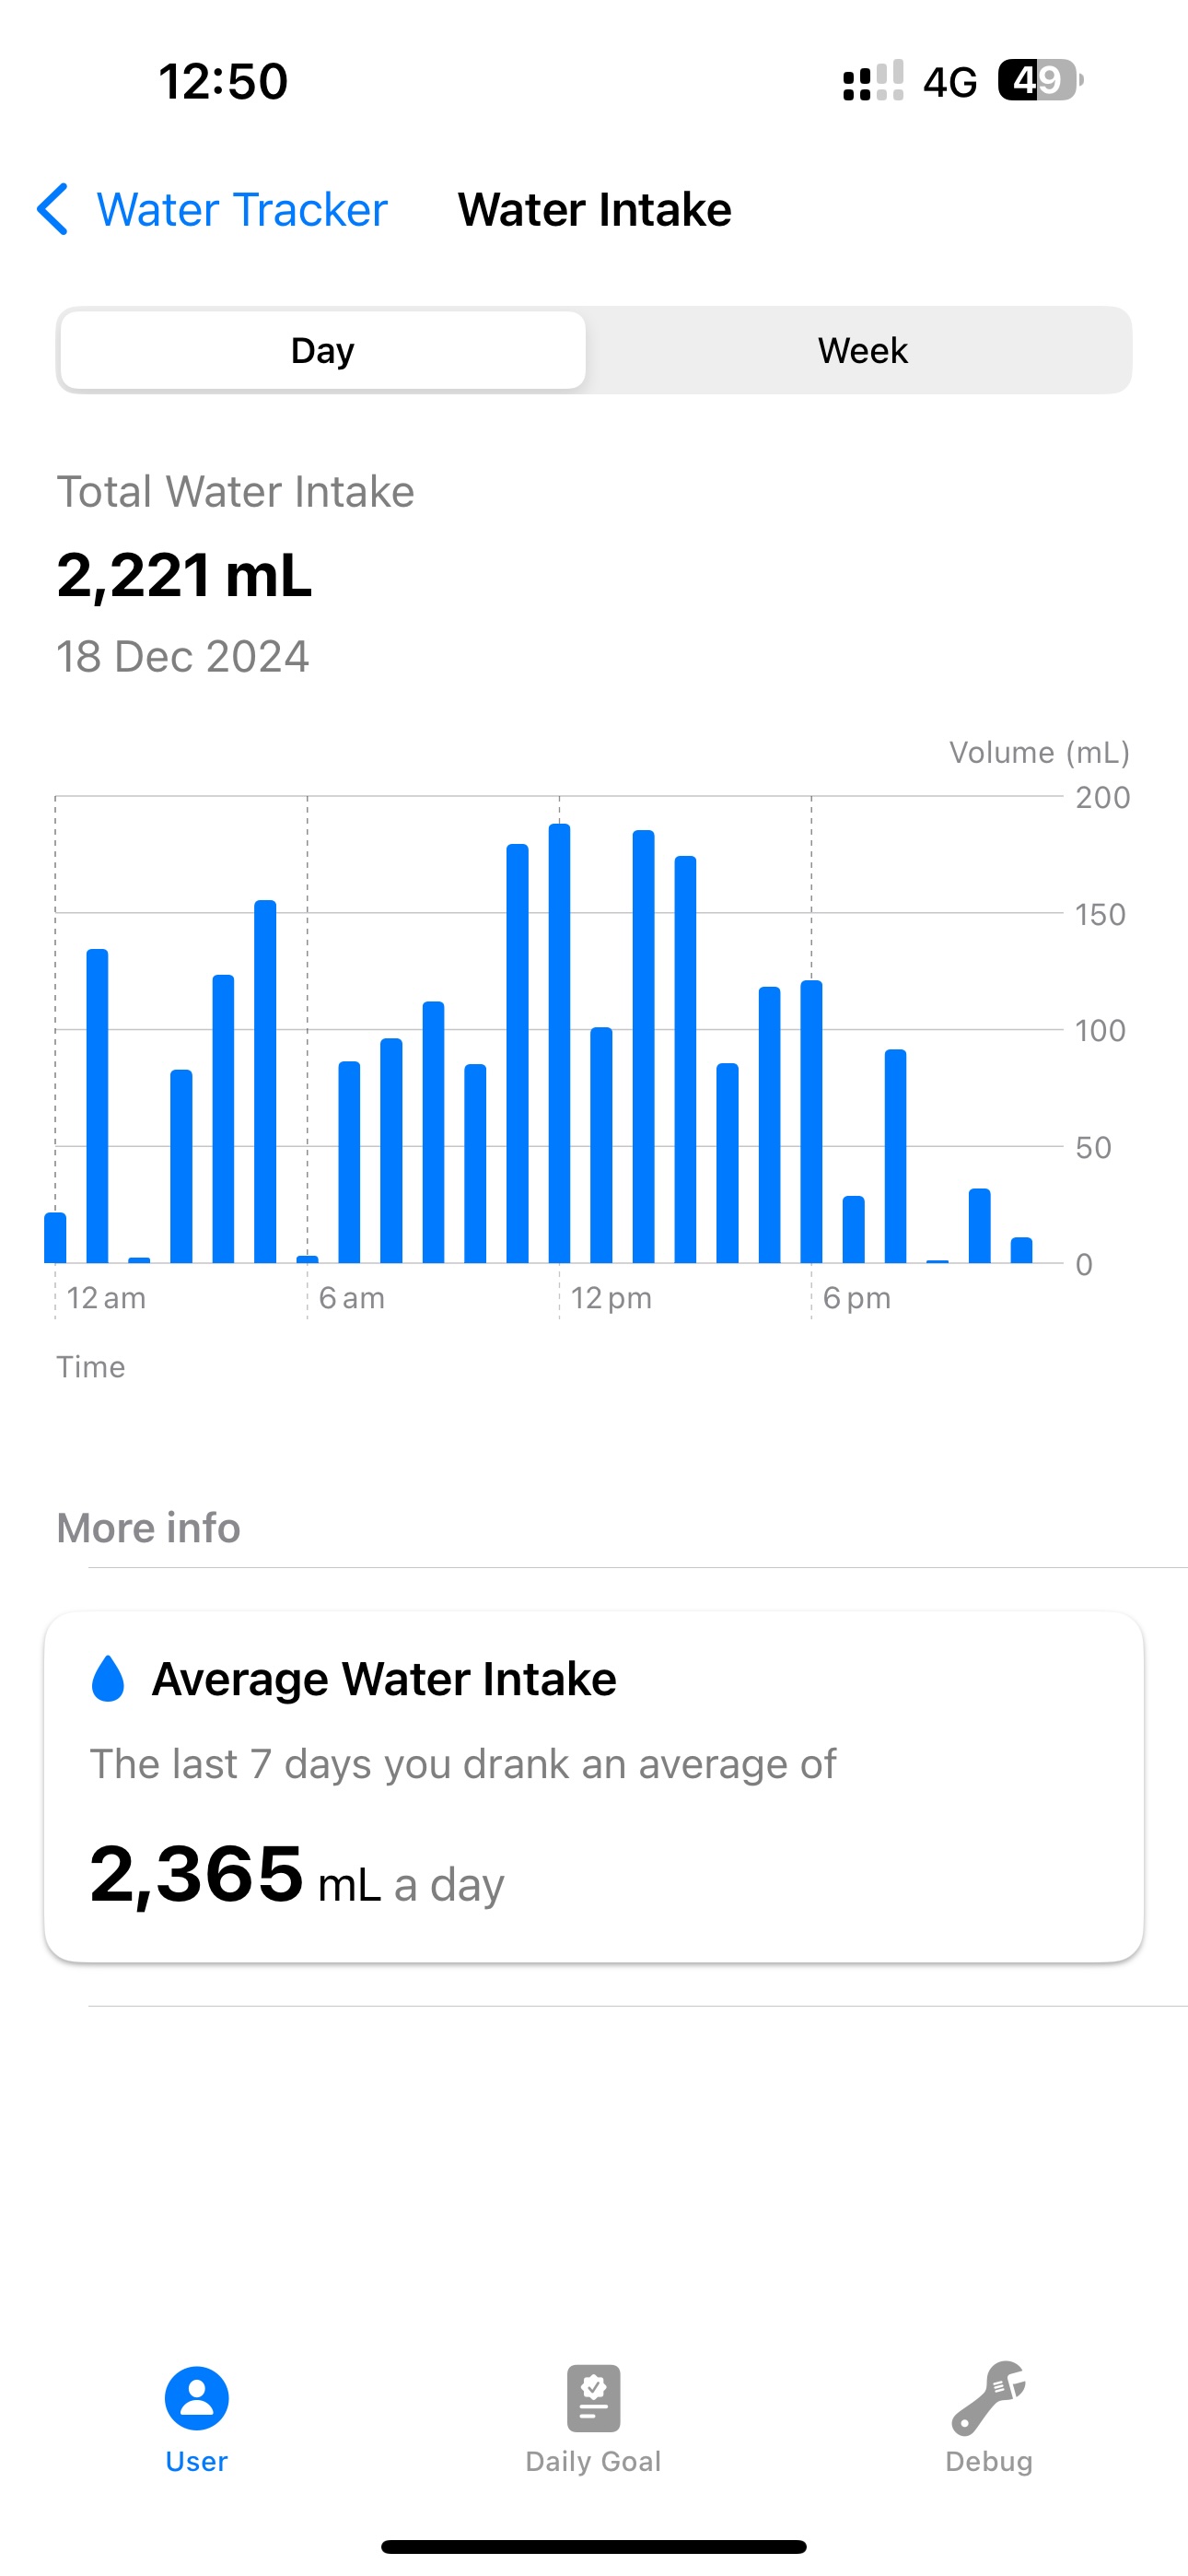 12:50 4G 49
Water Tracker Water Intake
Day Week
Total Water Intake
2,221 mL
18 Dec 2024
Volume (mL)
200
150
100
50
0
12 am 6 am 12 pm 6 pm
Time
More info
Average Water Intake
The last 7 days you drank an average of
2,365 mL a day
User Daily Goal Debug